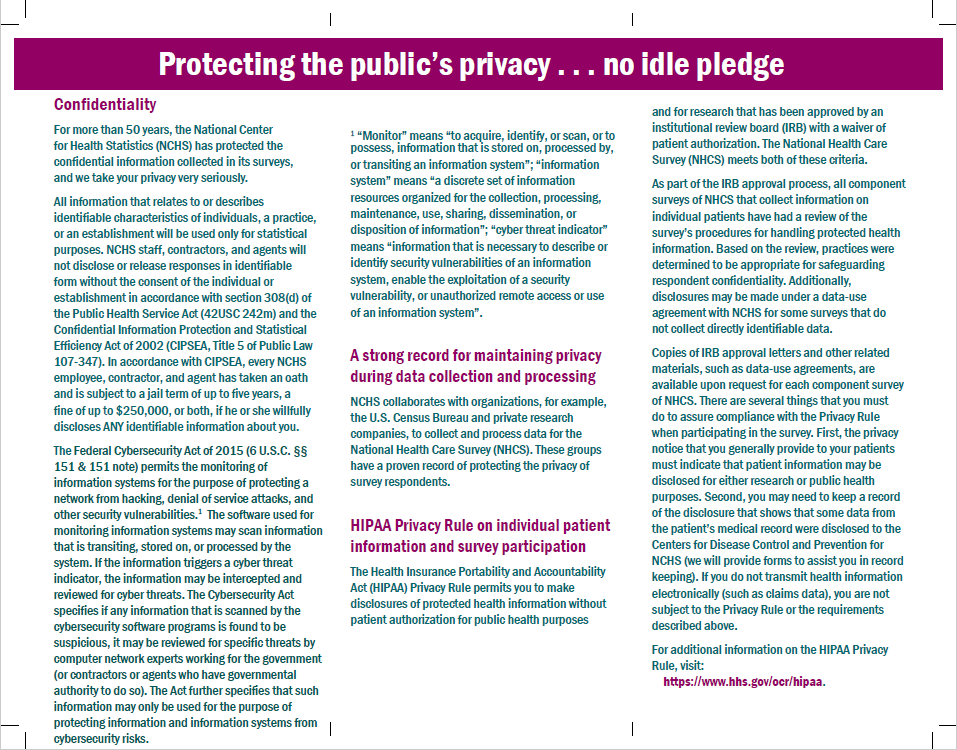 Protecting the public’s privacy . . . no idle pledge
Confidentiality
For more than 50 years, the National Center
for Health Statistics (NCHS) has protected the
confidential information collected in its surveys,
and we take your privacy very seriously.
All information that relates to or describes
identifiable characteristics of individuals, a practice,
or an establishment will be used only for statistical
purposes. NCHS staff, contractors, and agents will
not disclose or release responses in identifiable
form without the consent of the individual or
establishment in accordance with section 308(d) of
the Public Health Service Act (42USC 242m) and the
Confidential Information Protection and Statistical
Efficiency Act of 2002 (CIPSEA, Title 5 of Public Law
107-347). In accordance with CIPSEA, every NCHS
employee, contractor, and agent has taken an oath
and is subject to a jail term of up to five years, a
fine of up to $250,000, or both, if he or she willfully
discloses ANY identifiable information about you.
The Federal Cybersecurity Act of 2015 (6 U.S.C. §§
151 & 151 note) permits the monitoring of
information systems for the purpose of protecting a
network from hacking, denial of service attacks, and
other security vulnerabilities.¹ The software used for
monitoring information systems may scan information
that is transiting, stored on, or processed by the
system. If the information triggers a cyber threat
indicator, the information may be intercepted and
reviewed for cyber threats. The Cybersecurity Act
specifies if any information that is scanned by the
cybersecurity software programs is found to be
suspicious, it may be reviewed for specific threats by
computer network experts working for the government
(or contractors or agents who have governmental
authority to do so). The Act further specifies that such
information may only be used for the purpose of
protecting information and information systems from
cybersecurity risks.
¹ “Monitor” means “to acquire, identify, or scan, or to
possess, information that is stored on, processed by,
or transiting an information system”; “information
system” means “a discrete set of information
resources organized for the collection, processing,
maintenance, use, sharing, dissemination, or
disposition of information”; “cyber threat indicator”
means “information that is necessary to describe or
identify security vulnerabilities of an information
system, enable the exploitation of a security
vulnerability, or unauthorized remote access or use
of an information system”.
A strong record for maintaining privacy
during data collection and processing
NCHS collaborates with organizations, for example,
the U.S. Census Bureau and private research
companies, to collect and process data for the
National Health Care Survey (NHCS). These groups
have a proven record of protecting the privacy of
survey respondents.
HIPAA Privacy Rule on individual patient
information and survey participation
The Health Insurance Portability and Accountability
Act (HIPAA) Privacy Rule permits you to make
disclosures of protected health information without
patient authorization for public health purposes
and for research that has been approved by an
institutional review board (IRB) with a waiver of
patient authorization. The National Health Care
Survey (NHCS) meets both of these criteria.
As part of the IRB approval process, all component
surveys of NHCS that collect information on
individual patients have had a review of the
survey’s procedures for handling protected health
information. Based on the review, practices were
determined to be appropriate for safeguarding
respondent confidentiality. Additionally,
disclosures may be made under a data-use
agreement with NCHS for some surveys that do
not collect directly identifiable data.
Copies of IRB approval letters and other related
materials, such as data-use agreements, are
available upon request for each component survey
of NHCS. There are several things that you must
do to assure compliance with the Privacy Rule
when participating in the survey. First, the privacy
notice that you generally provide to your patients
must indicate that patient information may be
disclosed for either research or public health
purposes. Second, you may need to keep a record
of the disclosure that shows that some data from
the patient’s medical record were disclosed to the
Centers for Disease Control and Prevention for
NCHS (we will provide forms to assist you in record
keeping). If you do not transmit health information
electronically (such as claims data), you are not
subject to the Privacy Rule or the requirements
described above.
For additional information on the HIPAA Privacy
Rule, visit:
https://www.hhs.gov/ocr/hipaa.